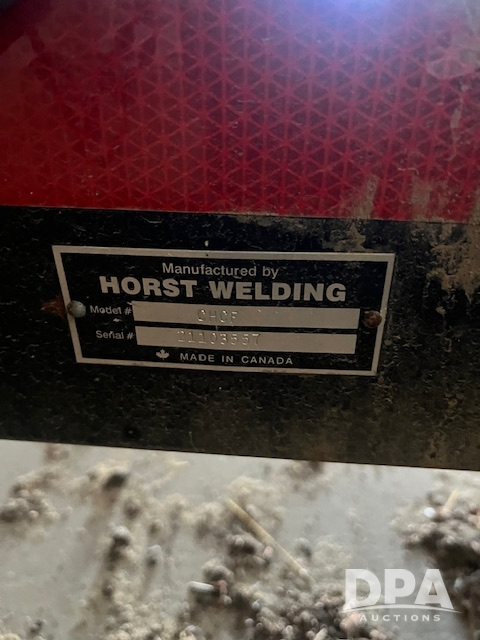 Manufactured by
HORST WELDING
Model #
Serial #
MADE IN CANADA
DPA
AUCTIONS